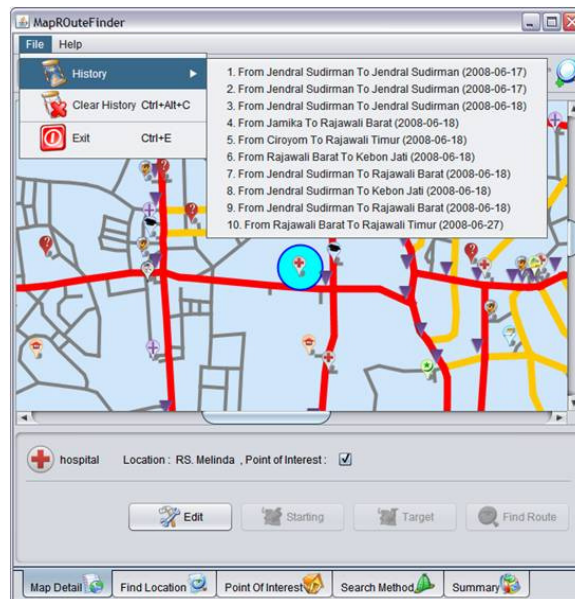 MapROuteFinder
File Help
History
Clear History Ctrl+Alt+C
Exit Ctrl+E
1. From Jendral Sudirman To Jendral Sudirman (2008-06-17)
2. From Jendral Sudirman To Jendral Sudirman (2008-06-17)
3. From Jendral Sudirman To Jendral Sudirman (2008-06-18)
4. From Jamika To Rajawali Barat (2008-06-18)
5. From Ciroyom To Rajawali Timur (2008-06-18)
6. From Rajawali Barat To Kebon Jati (2008-06-18)
7. From Jendral Sudirman To Rajawali Barat (2008-06-18)
8. From Jendral Sudirman To Kebon Jati (2008-06-18)
9. From Jendral Sudirman To Rajawali Barat (2008-06-18)
10. From Rajawali Barat To Rajawali Timur (2008-06-27)
hospital Location : RS. Melinda , Point of Interest :
Edit Starting Target Find Route
Map Detail Find Location Point Of Interest Search Method Summary